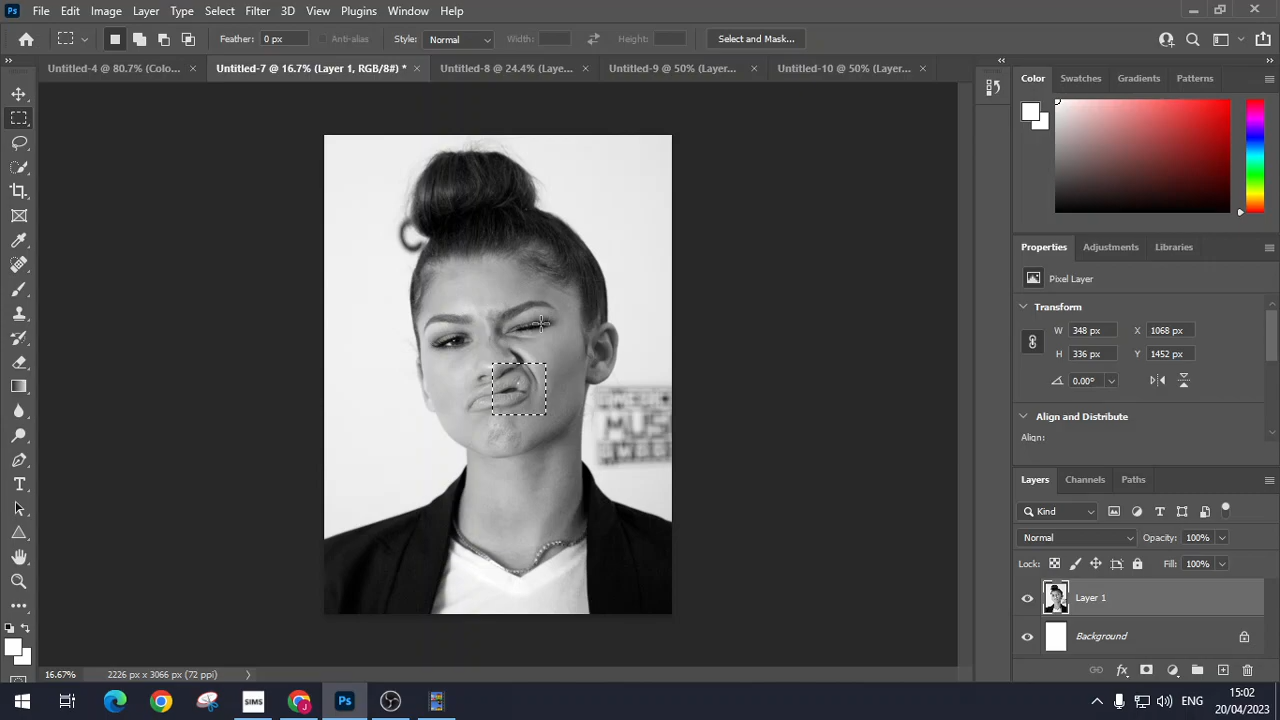 Ps File Edit Image Layer Type Select Filter 3D View Plugins Window Help
Feather: 0 px Anti-alias Style: Normal Width: Height: Select and Mask...
Untitled-4 @ 80.7% (Colo... × Untitled-7 @ 16.7% (Layer 1, RGB/8#) * × Untitled-8 @ 24.4% (Laye... × Untitled-9 @ 50% (Layer... × Untitled-10 @ 50% (Layer... ×
Color Swatches Gradients Patterns
Properties Adjustments Libraries
Pixel Layer
Transform
W 348 px X 1068 px
H 336 px Y 1452 px
0.00°
Align and Distribute
Align:
MUS
Layers Channels Paths
Kind
Normal Opacity: 100%
Lock: Fill: 100%
Layer 1
Background
16.67% 2226 px x 3066 px (72 ppi)
SIMS Ps ENG 15:02
20/04/2023